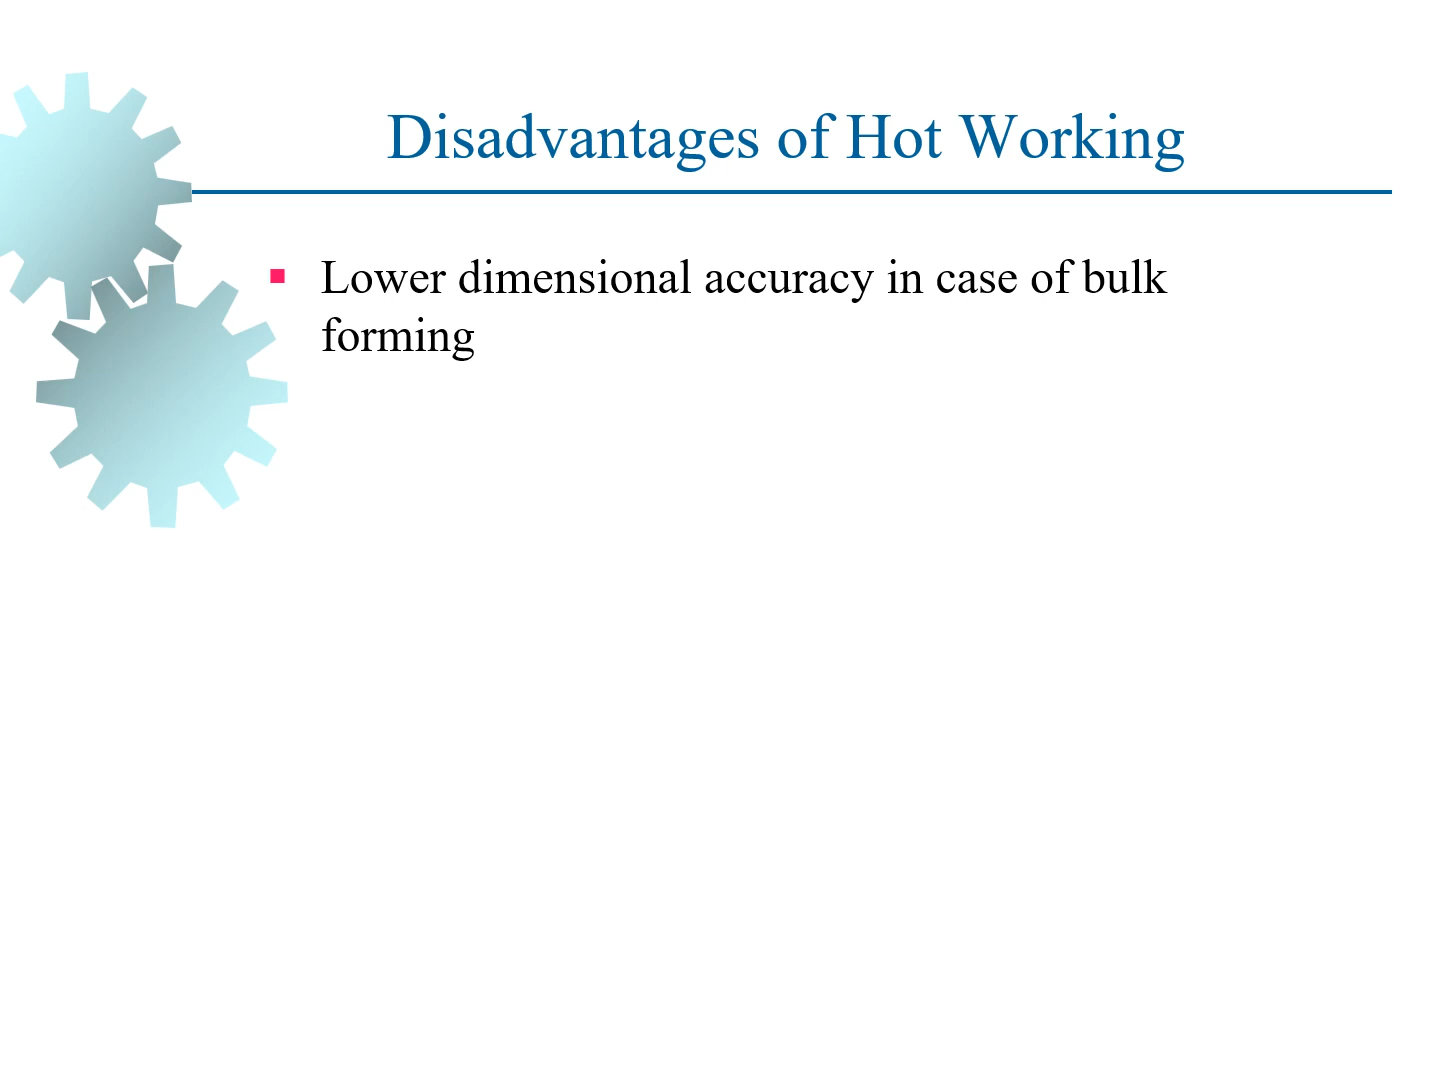 Disadvantages of Hot Working
Lower dimensional accuracy in case of bulk
forming